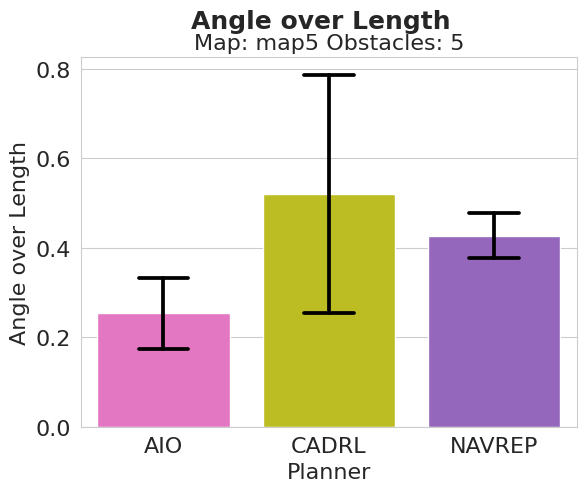 Angle over Length
Map: map5 Obstacles: 5
Angle over Length
0.8
0.6
0.4
0.2
0.0
AIO CADRL NAVREP
Planner